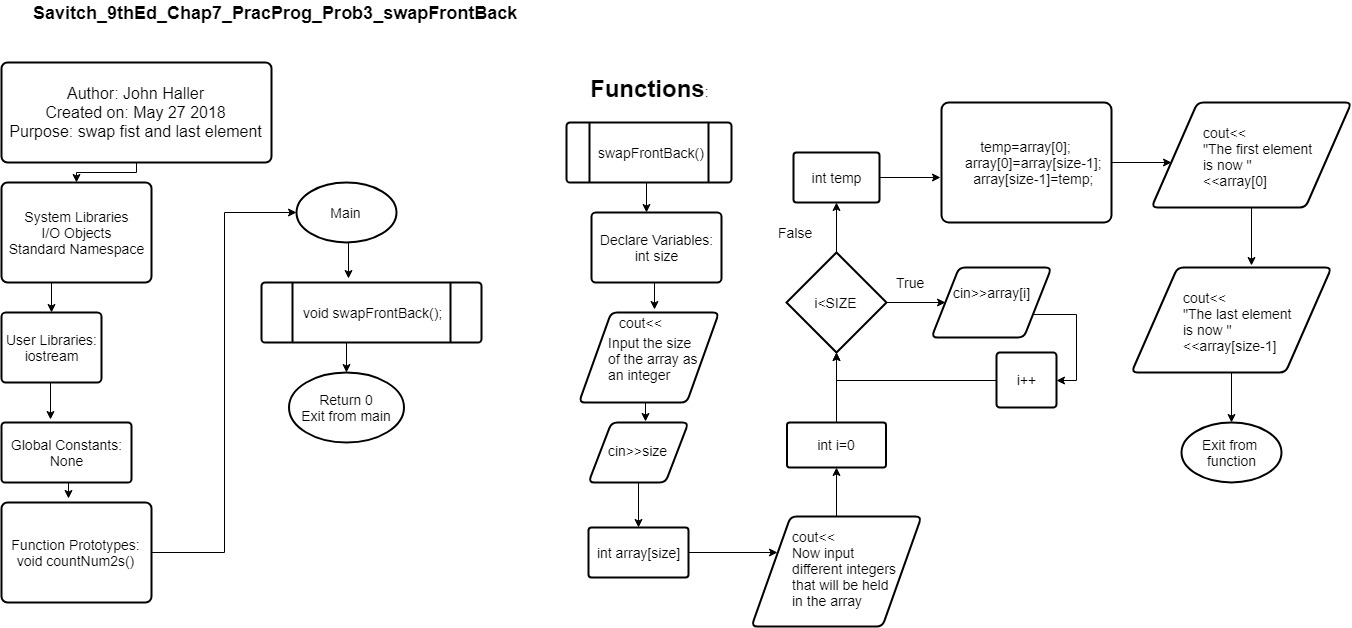 Savitch_9thEd_Chap7_PracProg_Prob3_swapFrontBack
Author: John Haller
Created on: May 27 2018
Purpose: swap fist and last element
System Libraries
I/O Objects
Standard Namespace
User Libraries:
iostream
Global Constants:
None
Function Prototypes:
void countNum2s()
Main
void swapFrontBack();
Return 0
Exit from main
Functions:
swapFrontBack()
Declare Variables:
int size
cout<<
Input the size
of the array as
an integer
cin>>size
int array[size]
cout<<
Now input
different integers
that will be held
in the array
int i=0
i<SIZE
True
cin>>array[i]
i++
False
int temp
temp=array[0];
array[0]=array[size-1];
array[size-1]=temp;
cout<<
"The first element
is now "
<<array[0]
cout<<
"The last element
is now "
<<array[size-1]
Exit from
function